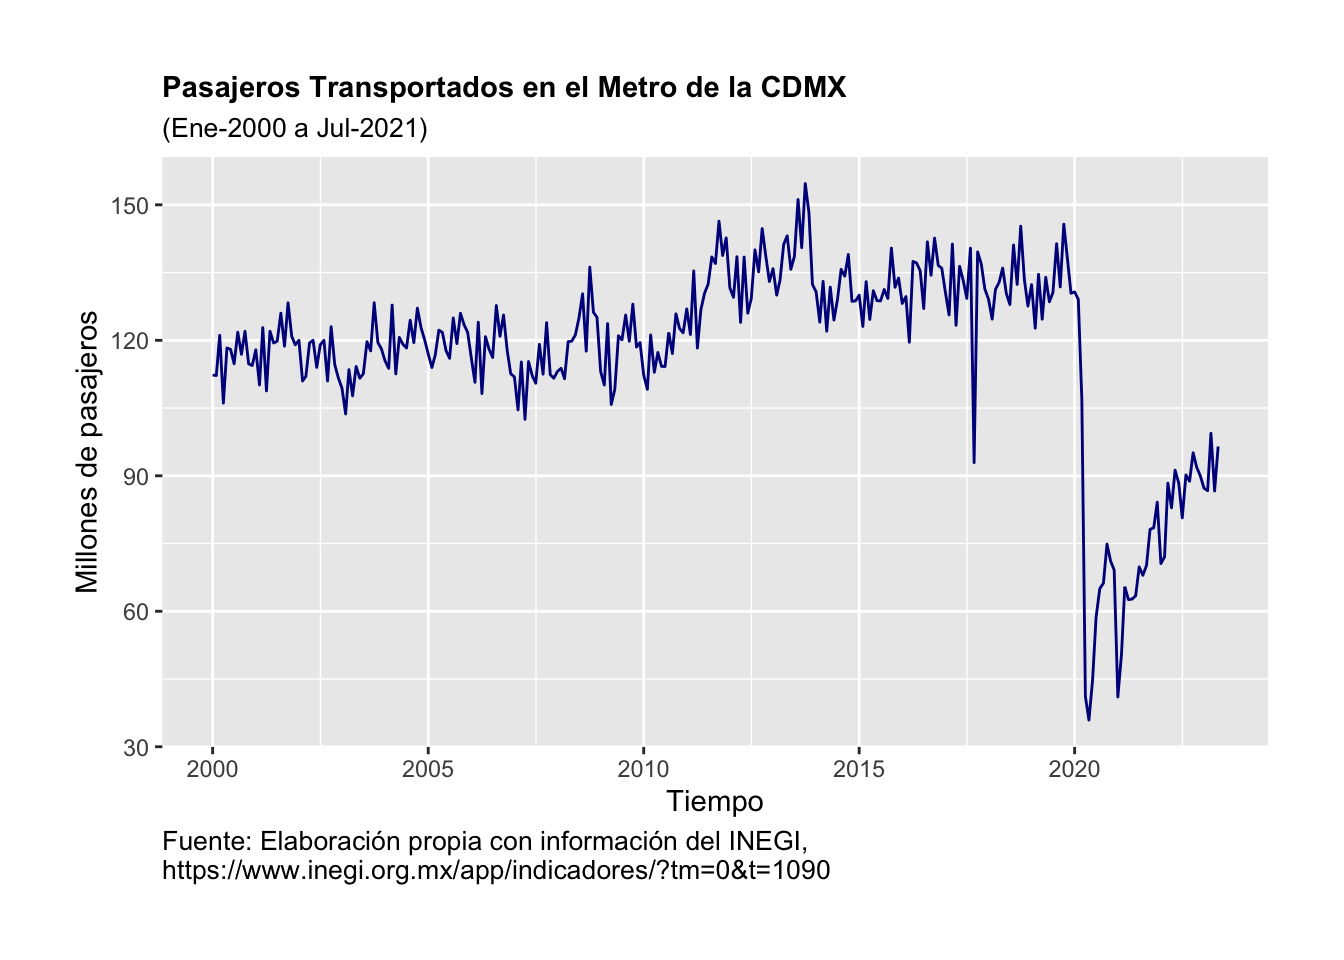 Pasajeros Transportados en el Metro de la CDMX
(Ene-2000 a Jul-2021)
Millones de pasajeros
150
120
90
60
30
2000
2005
2010
2015
2020
Tiempo
Fuente: Elaboración propia con información del INEGI,
https://www.inegi.org.mx/app/indicadores/?tm=0&t=1090